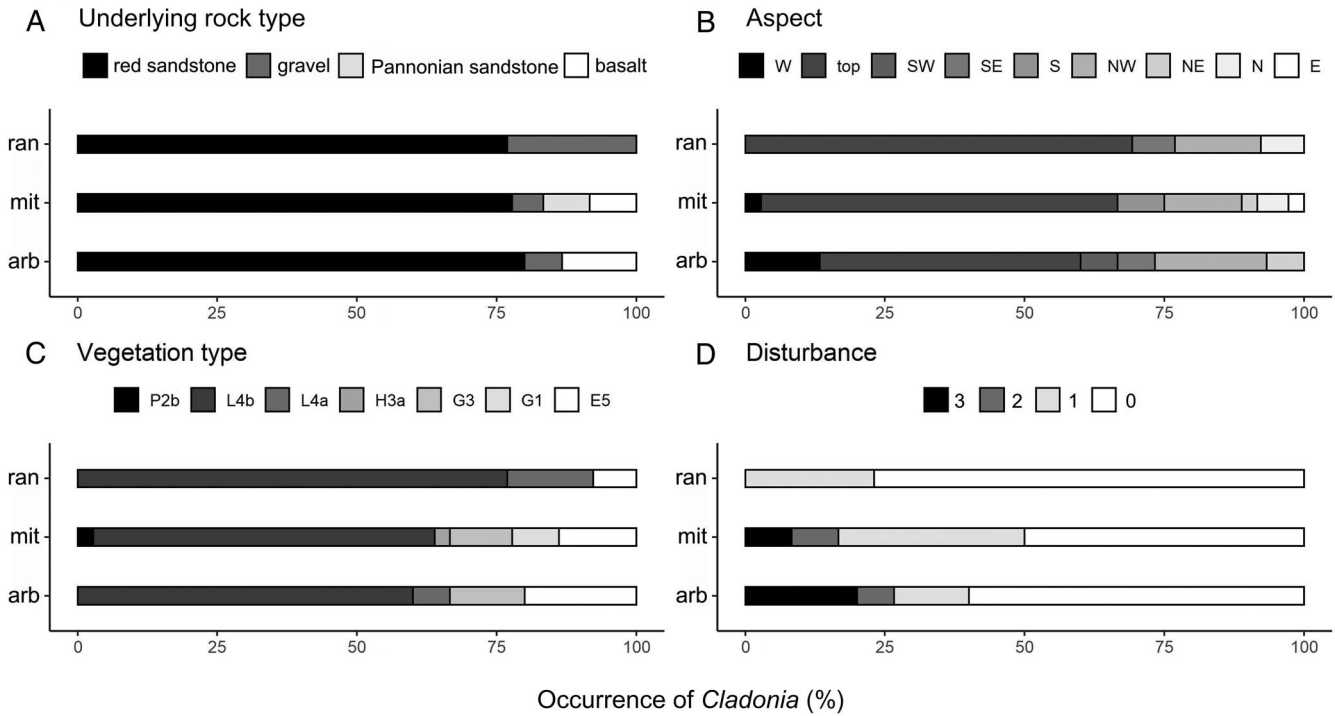 A Underlying rock type
red sandstone gravel Pannonian sandstone basalt
ran
mit
arb
0 25 50 75 100
B Aspect
W top SW SE S NW NE N E
ran
mit
arb
0 25 50 75 100
C Vegetation type
P2b L4b L4a H3a G3 G1 E5
ran
mit
arb
0 25 50 75 100
D Disturbance
3 2 1 0
ran
mit
arb
0 25 50 75 100
Occurrence of Cladonia (%)